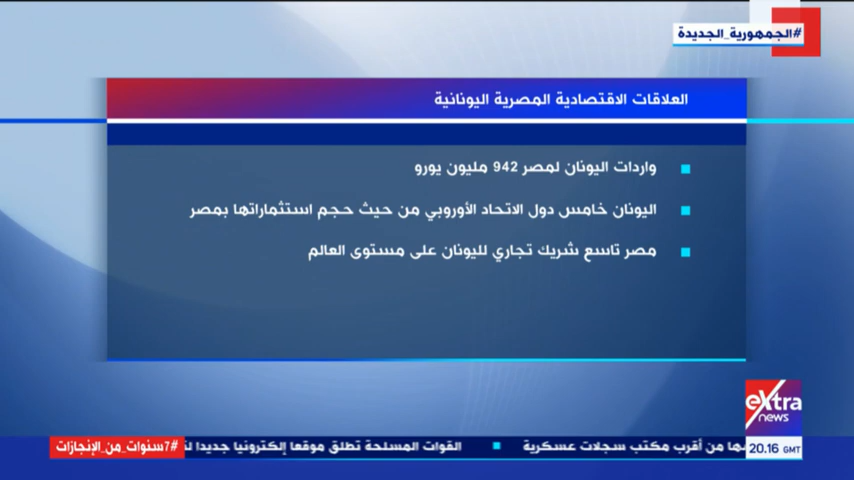 #الجمهورية_الجديدة
العلاقات الاقتصادية المصرية اليونانية
واردات اليونان لمصر 942 مليون يورو
اليونان خامس دول الاتحاد الأوروبي من حيث حجم استثماراتها بمصر
مصر تاسع شريك تجاري لليونان على مستوى العالم
eXtra
news
20.16 GMT
من أقرب مكتب سجلات عسكرية ■ القوات المسلحة تطلق موقعا إلكترونيا جديدا
#7سنوات_من_الإنجازات